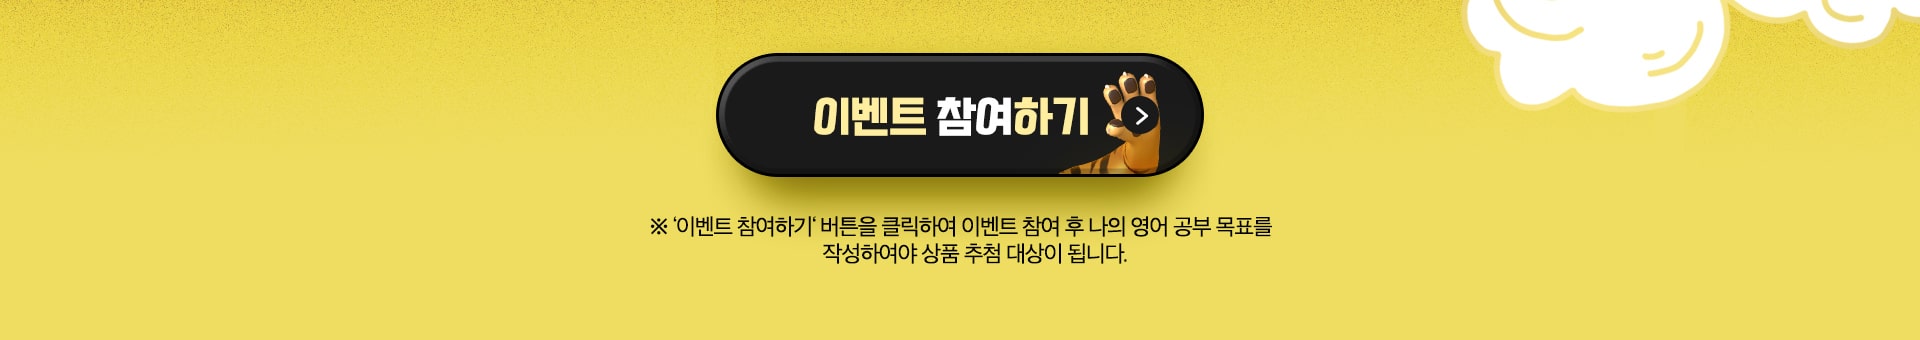 이벤트 참여하기
※ ‘이벤트 참여하기‘ 버튼을 클릭하여 이벤트 참여 후 나의 영어 공부 목표를
작성하여야 상품 추첨 대상이 됩니다.